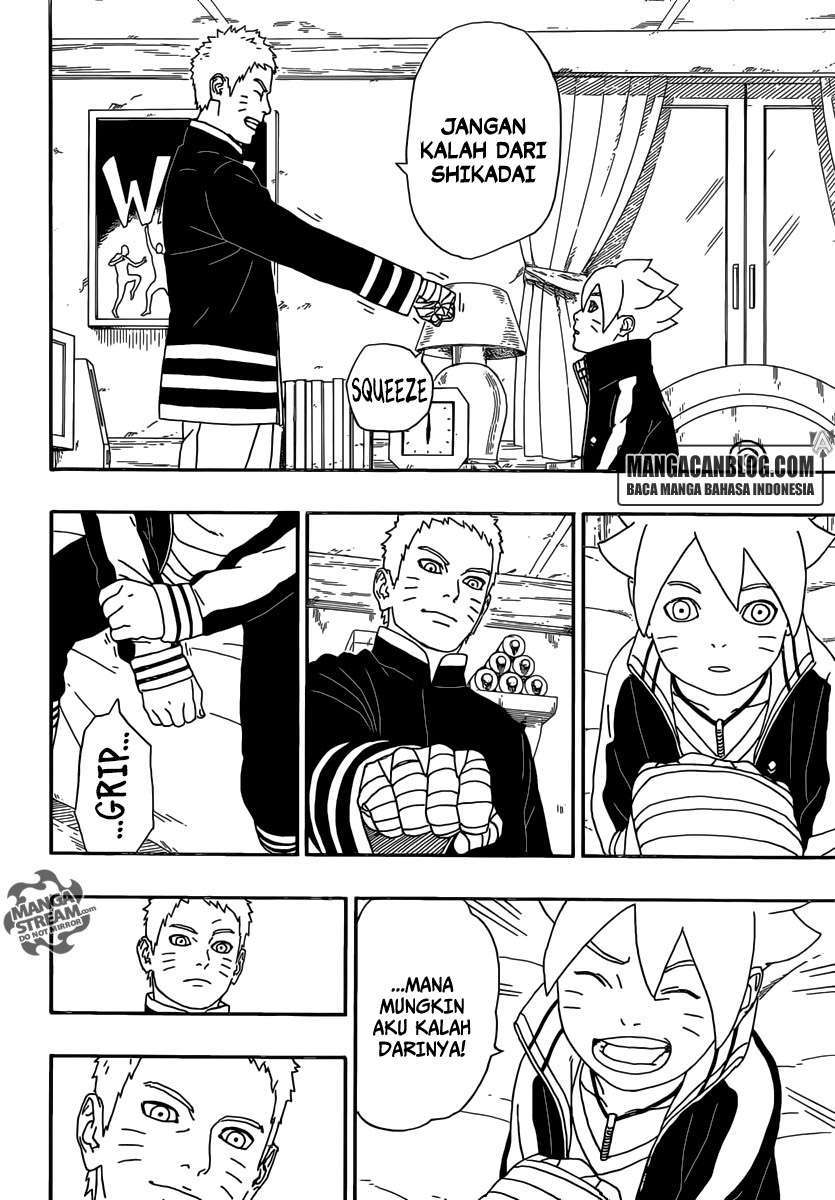 JANGAN
KALAH DARI
SHIKADAI
SQUEEZE
MANGACANBLOG.COM
BACA MANGA BAHASA INDONESIA
...GRIP...
MANGA
STREAM.com
DO NOT MIRROR!
...MANA
MUNGKIN
AKU KALAH
DARINYA!